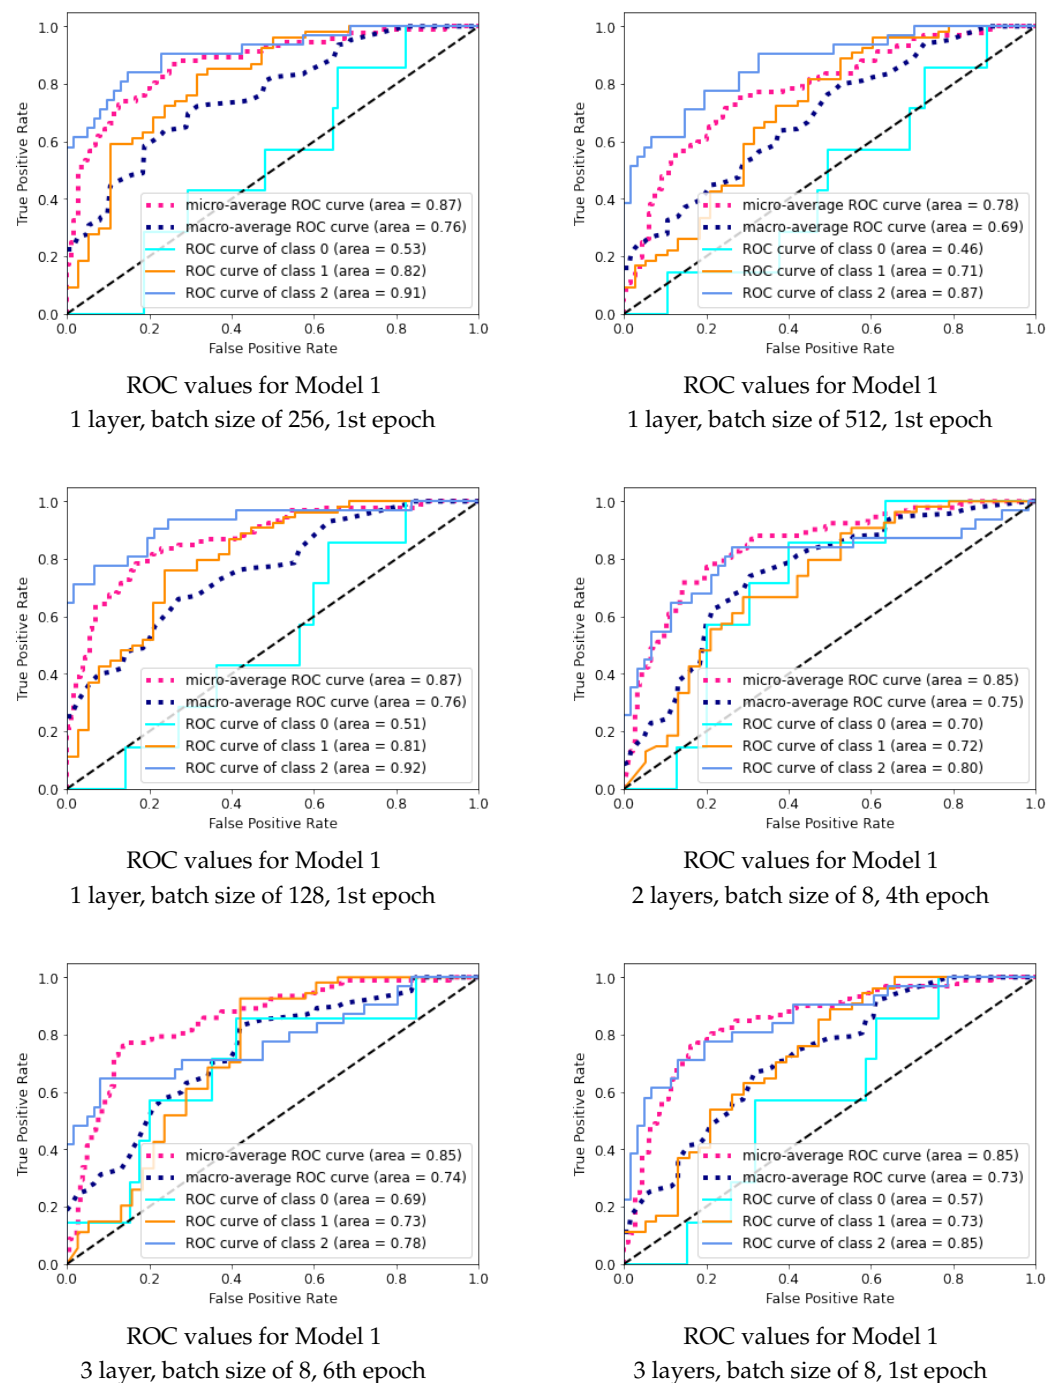 1.0
0.8
0.6
0.4
0.2
0.0
True Positive Rate
micro-average ROC curve (area = 0.87)
macro-average ROC curve (area = 0.76)
ROC curve of class 0 (area = 0.53)
ROC curve of class 1 (area = 0.82)
ROC curve of class 2 (area = 0.91)
0.0 0.2 0.4 0.6 0.8 1.0
False Positive Rate
ROC values for Model 1
1 layer, batch size of 256, 1st epoch
1.0
0.8
0.6
0.4
0.2
0.0
True Positive Rate
micro-average ROC curve (area = 0.78)
macro-average ROC curve (area = 0.69)
ROC curve of class 0 (area = 0.46)
ROC curve of class 1 (area = 0.71)
ROC curve of class 2 (area = 0.87)
0.0 0.2 0.4 0.6 0.8 1.0
False Positive Rate
ROC values for Model 1
1 layer, batch size of 512, 1st epoch
1.0
0.8
0.6
0.4
0.2
0.0
True Positive Rate
micro-average ROC curve (area = 0.87)
macro-average ROC curve (area = 0.76)
ROC curve of class 0 (area = 0.51)
ROC curve of class 1 (area = 0.81)
ROC curve of class 2 (area = 0.92)
0.0 0.2 0.4 0.6 0.8 1.0
False Positive Rate
ROC values for Model 1
1 layer, batch size of 128, 1st epoch
1.0
0.8
0.6
0.4
0.2
0.0
True Positive Rate
micro-average ROC curve (area = 0.85)
macro-average ROC curve (area = 0.75)
ROC curve of class 0 (area = 0.70)
ROC curve of class 1 (area = 0.72)
ROC curve of class 2 (area = 0.80)
0.0 0.2 0.4 0.6 0.8 1.0
False Positive Rate
ROC values for Model 1
2 layers, batch size of 8, 4th epoch
1.0
0.8
0.6
0.4
0.2
0.0
True Positive Rate
micro-average ROC curve (area = 0.85)
macro-average ROC curve (area = 0.74)
ROC curve of class 0 (area = 0.69)
ROC curve of class 1 (area = 0.73)
ROC curve of class 2 (area = 0.78)
0.0 0.2 0.4 0.6 0.8 1.0
False Positive Rate
ROC values for Model 1
3 layer, batch size of 8, 6th epoch
1.0
0.8
0.6
0.4
0.2
0.0
True Positive Rate
micro-average ROC curve (area = 0.85)
macro-average ROC curve (area = 0.73)
ROC curve of class 0 (area = 0.57)
ROC curve of class 1 (area = 0.73)
ROC curve of class 2 (area = 0.85)
0.0 0.2 0.4 0.6 0.8 1.0
False Positive Rate
ROC values for Model 1
3 layers, batch size of 8, 1st epoch